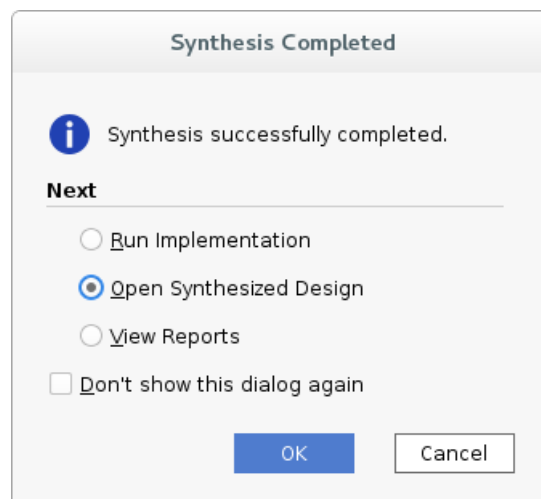 Synthesis Completed
Synthesis successfully completed.
Next
Run Implementation
Open Synthesized Design
View Reports
Don't show this dialog again
OK Cancel